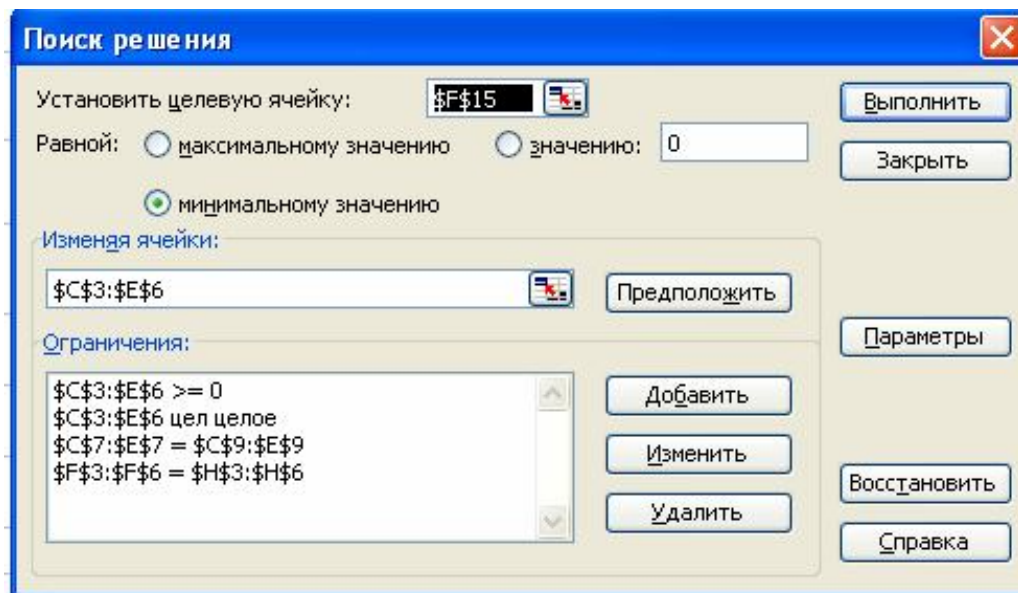 Поиск решения
Установить целевую ячейку: $F$15
Выполнить
Равной: максимальному значению значению: 0
Закрыть
минимальному значению
Изменяя ячейки:
$C$3:$E$6
Предположить
Параметры
Ограничения:
$C$3:$E$6 >= 0
$C$3:$E$6 цел целое
$C$7:$E$7 = $C$9:$E$9
$F$3:$F$6 = $H$3:$H$6
Добавить
Изменить
Удалить
Восстановить
Справка